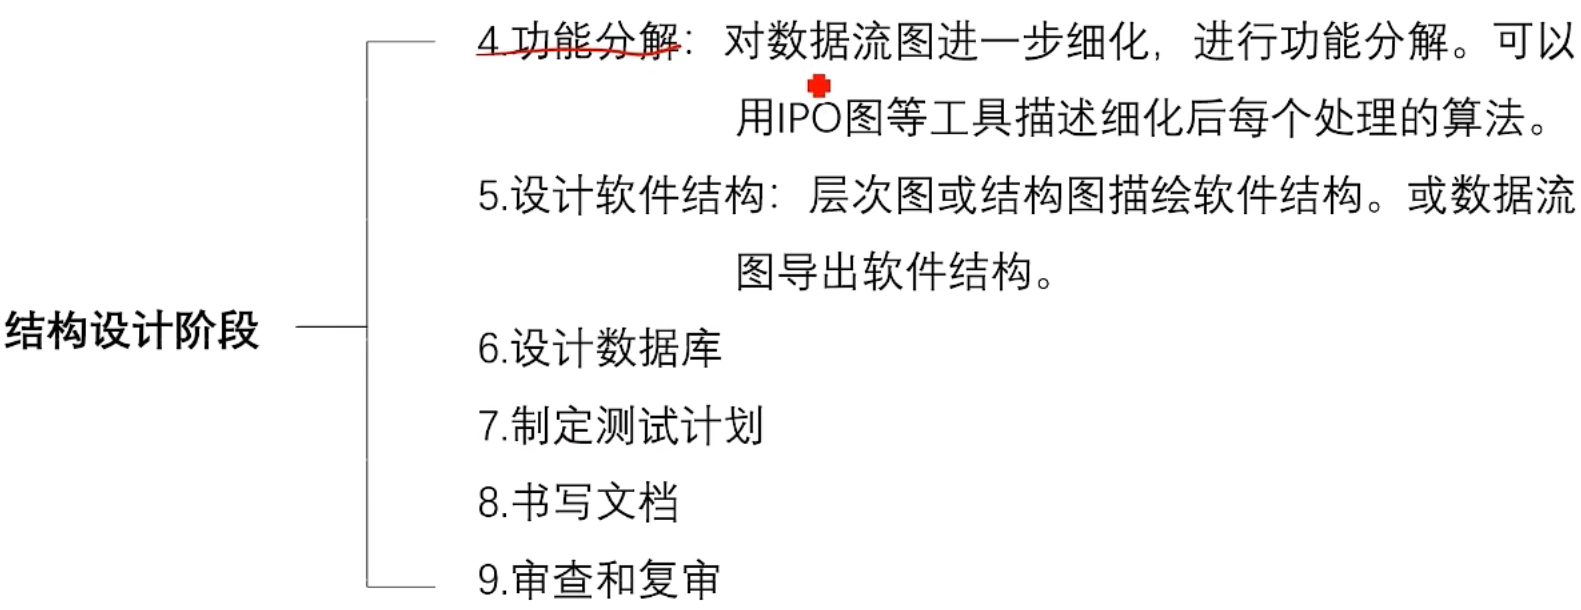 4.功能分解：对数据流图进一步细化，进行功能分解。可以
用IPO图等工具描述细化后每个处理的算法。
5.设计软件结构：层次图或结构图描绘软件结构。或数据流
图导出软件结构。
结构设计阶段
6.设计数据库
7.制定测试计划
8.书写文档
9.审查和复审